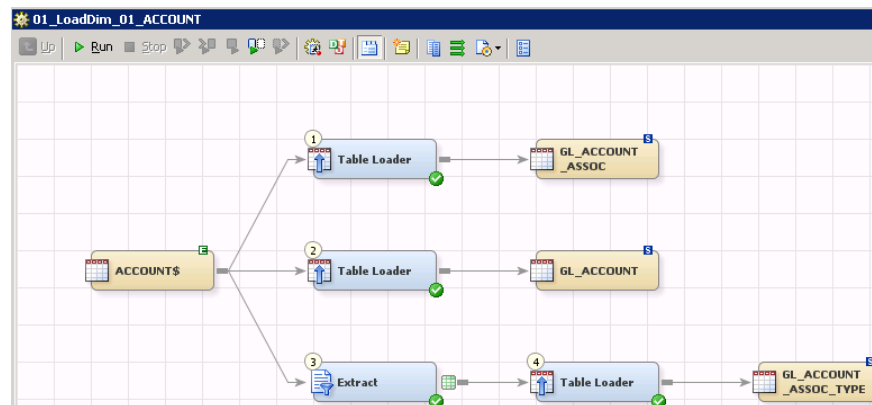 01_LoadDim_01_ACCOUNT
Up Run Stop
1
Table Loader
S
GL_ACCOUNT
_ASSOC
E
ACCOUNT$
2
Table Loader
S
GL_ACCOUNT
3
Extract
4
Table Loader
S
GL_ACCOUNT
_ASSOC_TYPE